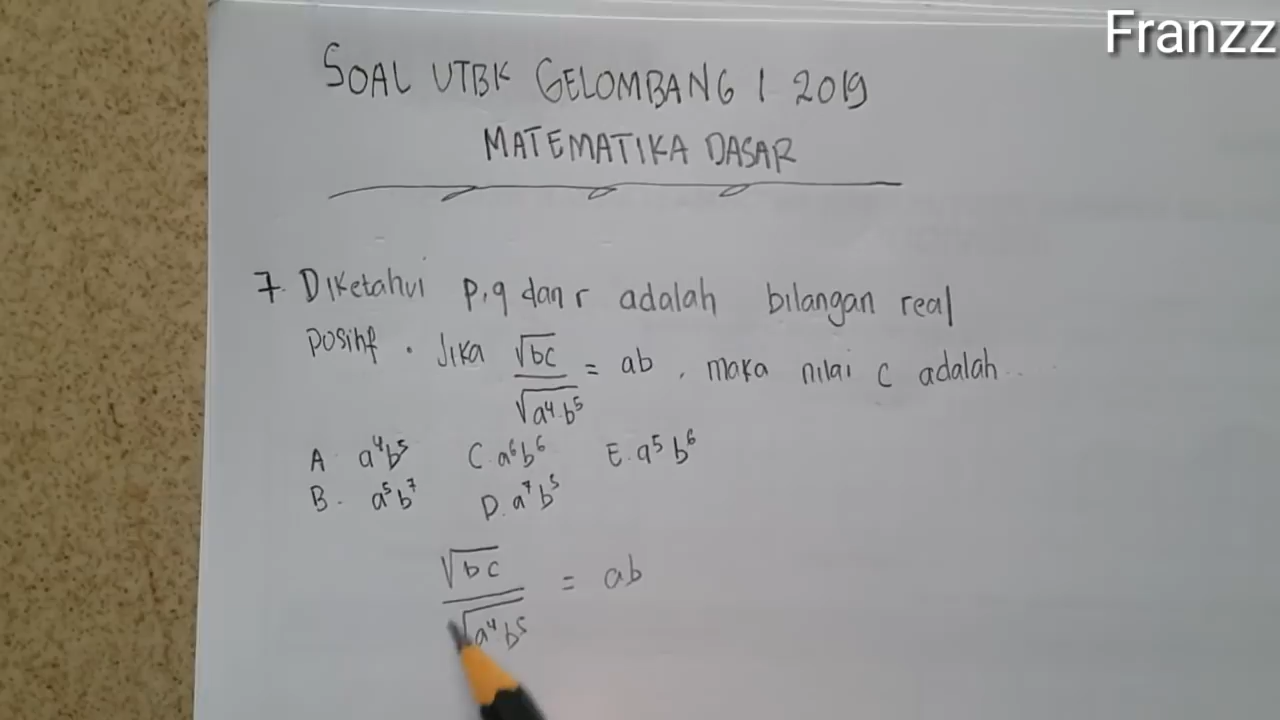 Franzz
SOAL UTBK GELOMBANG 1 2019
MATEMATIKA DASAR
7. Diketahui p,q dan r adalah bilangan real
positif. Jika √bc / √a⁴.b⁵ = ab, maka nilai c adalah...
A. a⁴b⁵ C. a⁶b⁶ E. a⁵b⁶
B. a⁵b⁷ D. a⁷b⁵
√bc / √a⁴b⁵ = ab